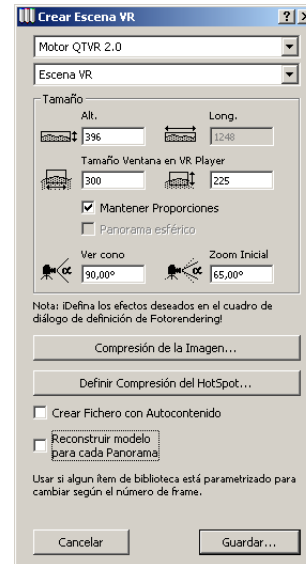 Crear Escena VR
Motor QTVR 2.0
Escena VR
Tamaño
Alt. Long.
396 1248
Tamaño Ventana en VR Player
300 225
Mantener Proporciones
Panorama esférico
Ver cono Zoom Inicial
90,00º 65,00º
Nota: ¡Defina los efectos deseados en el cuadro de
diálogo de definición de Fotorendering!
Compresión de la Imagen...
Definir Compresión del HotSpot...
Crear Fichero con Autocontenido
Reconstruir modelo
para cada Panorama
Usar si algun ítem de biblioteca está parametrizado para
cambiar según el número de frame.
Cancelar Guardar...